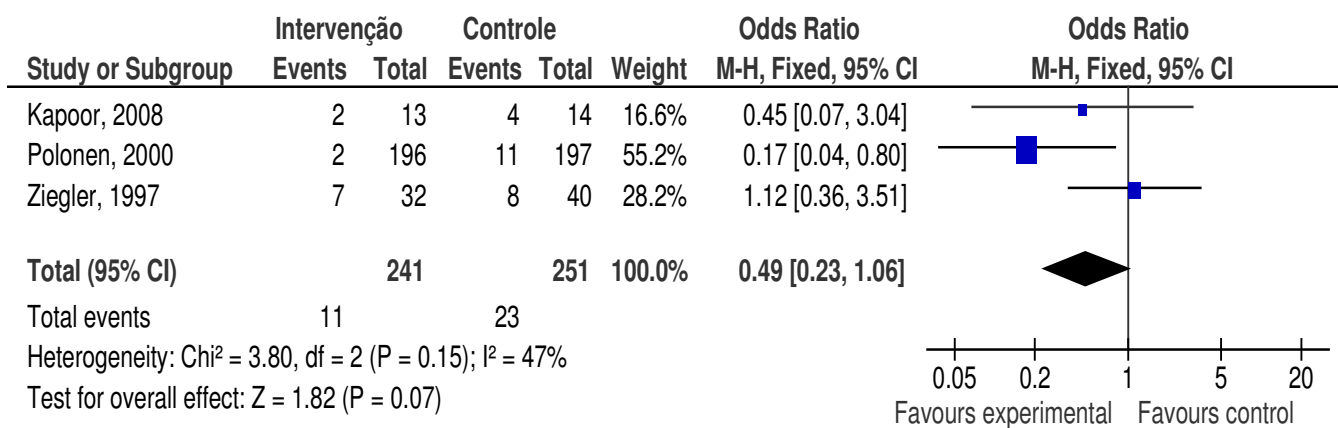 Intervenção Controle Odds Ratio Odds Ratio
Study or Subgroup Events Total Events Total Weight M-H, Fixed, 95% CI M-H, Fixed, 95% CI
Kapoor, 2008 2 13 4 14 16.6% 0.45 [0.07, 3.04]
Polonen, 2000 2 196 11 197 55.2% 0.17 [0.04, 0.80]
Ziegler, 1997 7 32 8 40 28.2% 1.12 [0.36, 3.51]
Total (95% CI) 241 251 100.0% 0.49 [0.23, 1.06]
Total events 11 23
Heterogeneity: Chi² = 3.80, df = 2 (P = 0.15); I² = 47%
Test for overall effect: Z = 1.82 (P = 0.07)
0.05 0.2 1 5 20
Favours experimental Favours control